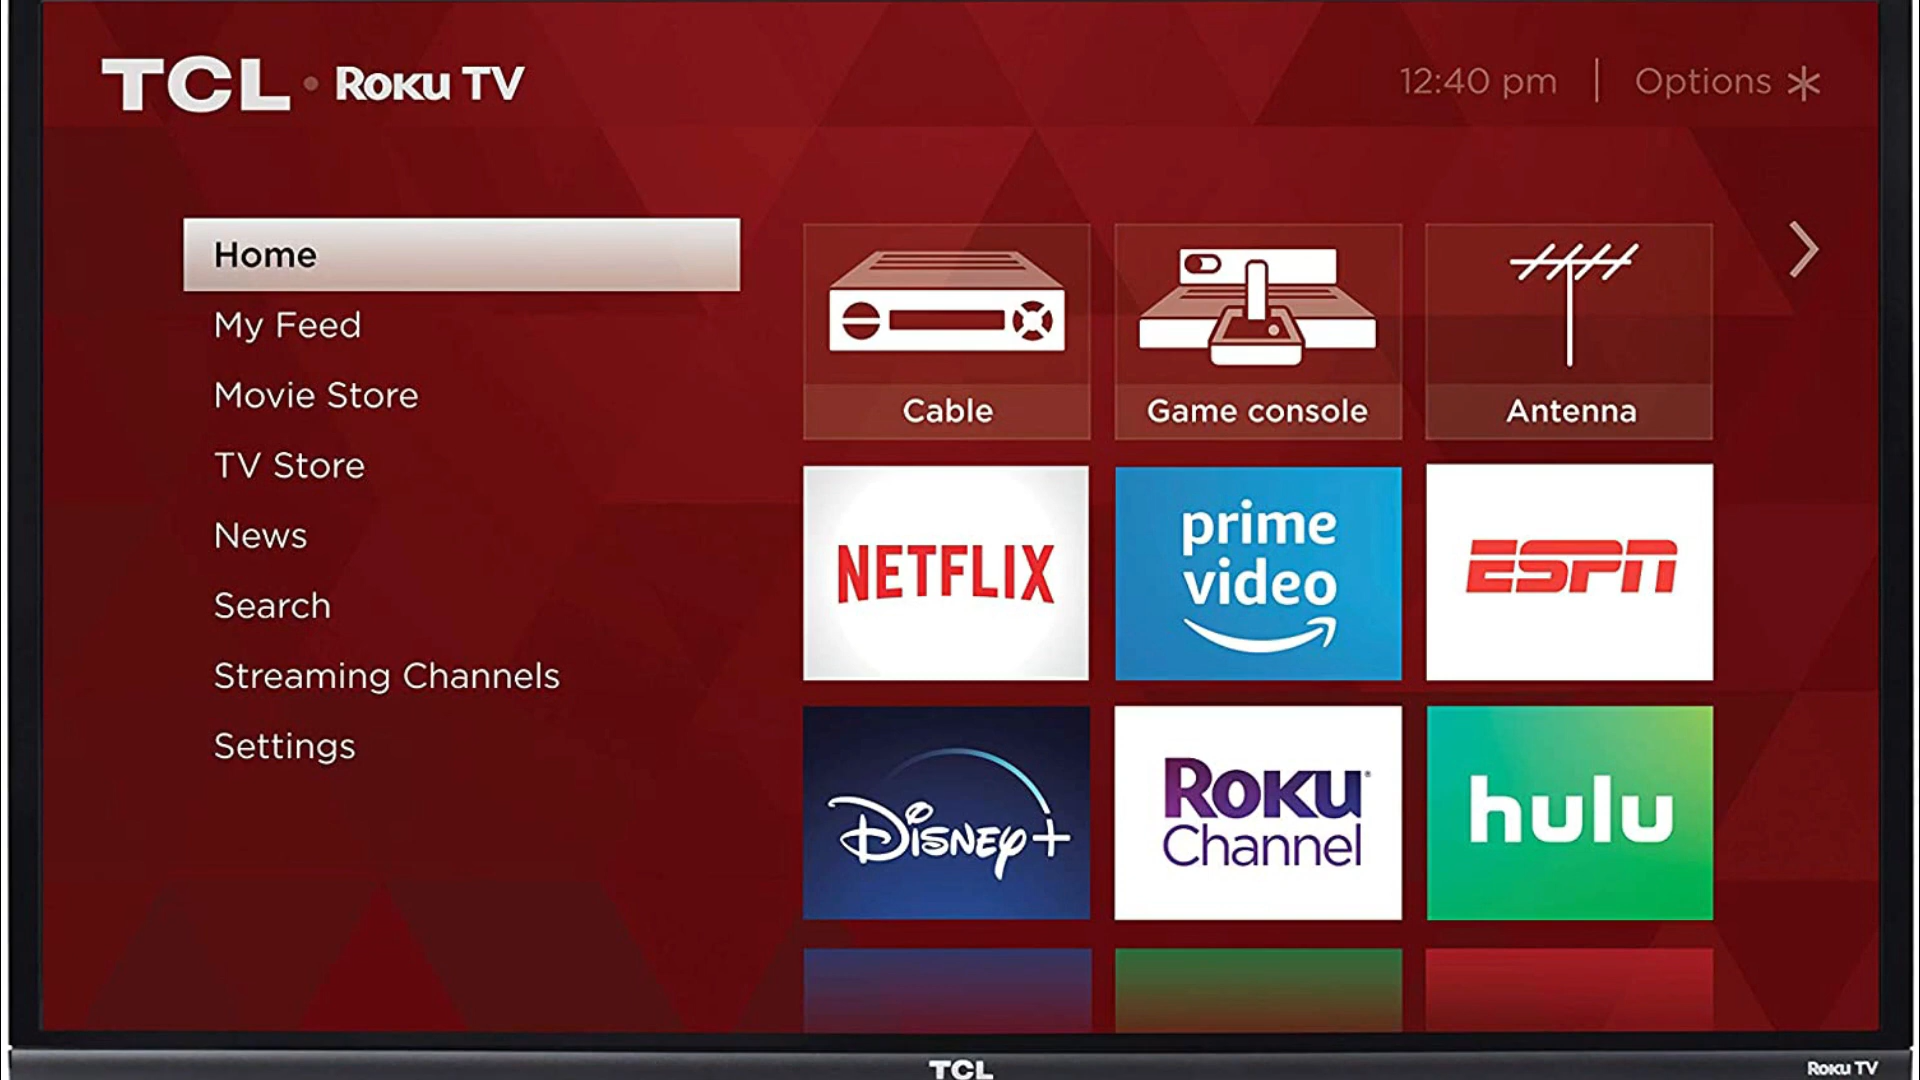 TCL • Roku TV
12:40 pm | Options
Home
My Feed
Movie Store
TV Store
News
Search
Streaming Channels
Settings
Cable
Game console
Antenna
NETFLIX
prime
video
ESPN
Disney+
Roku
Channel
hulu
TCL
Roku TV